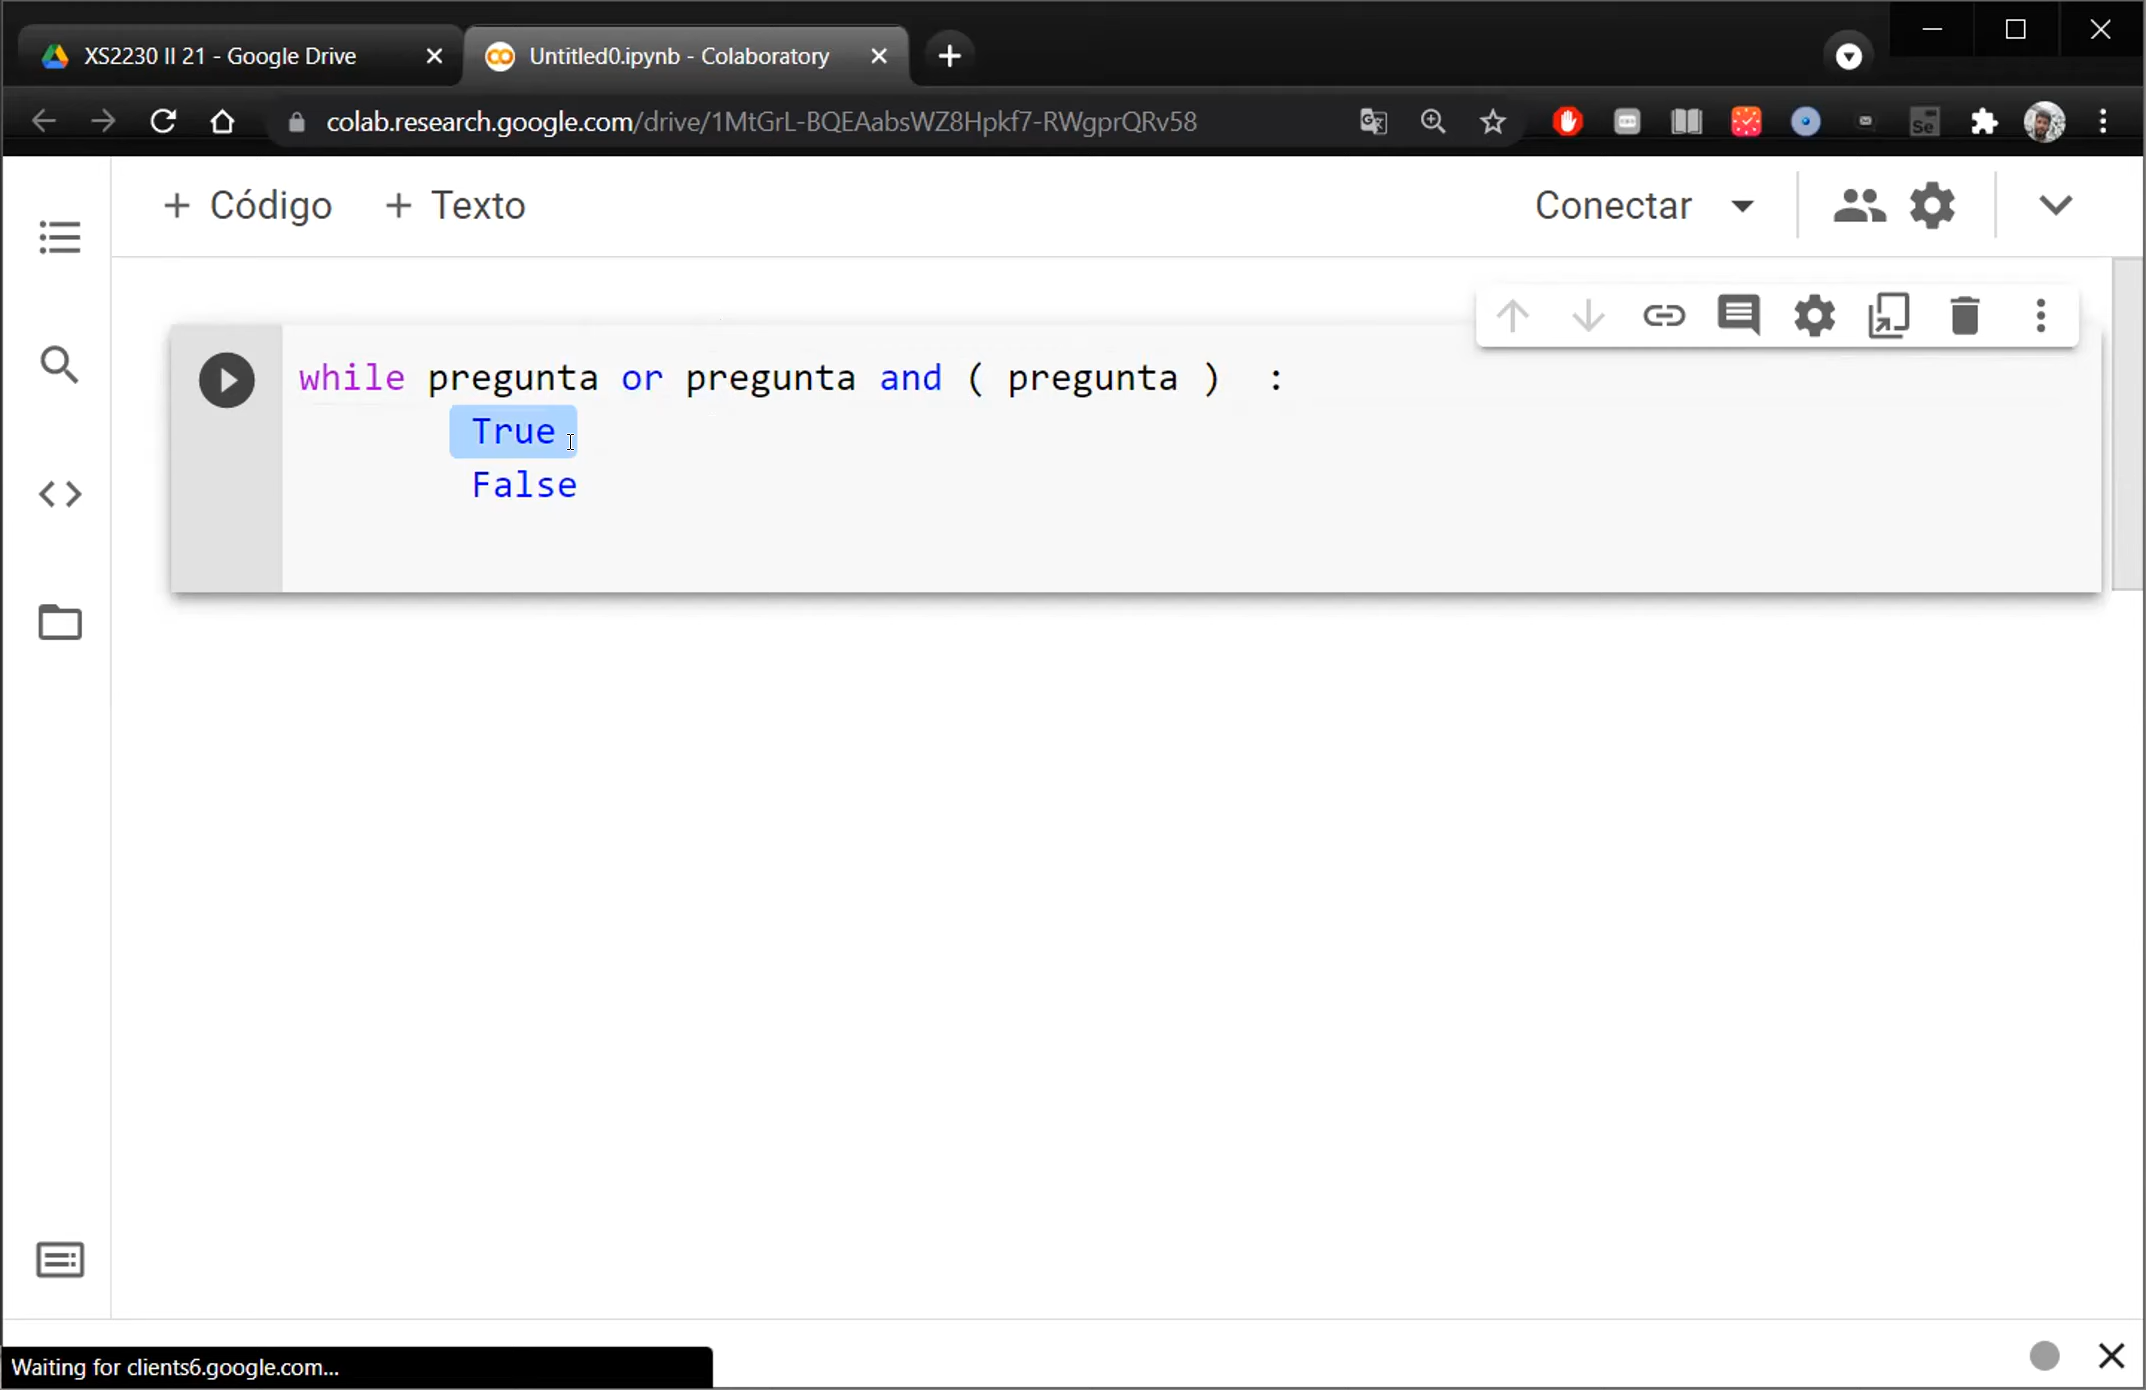 XS2230 II 21 - Google Drive
Untitled0.ipynb - Colaboratory
colab.research.google.com/drive/1MtGrL-BQEAabsWZ8Hpkf7-RWgprQRv58
Se
+ Código + Texto
Conectar
while pregunta or pregunta and ( pregunta )  :
True
False
Waiting for clients6.google.com...